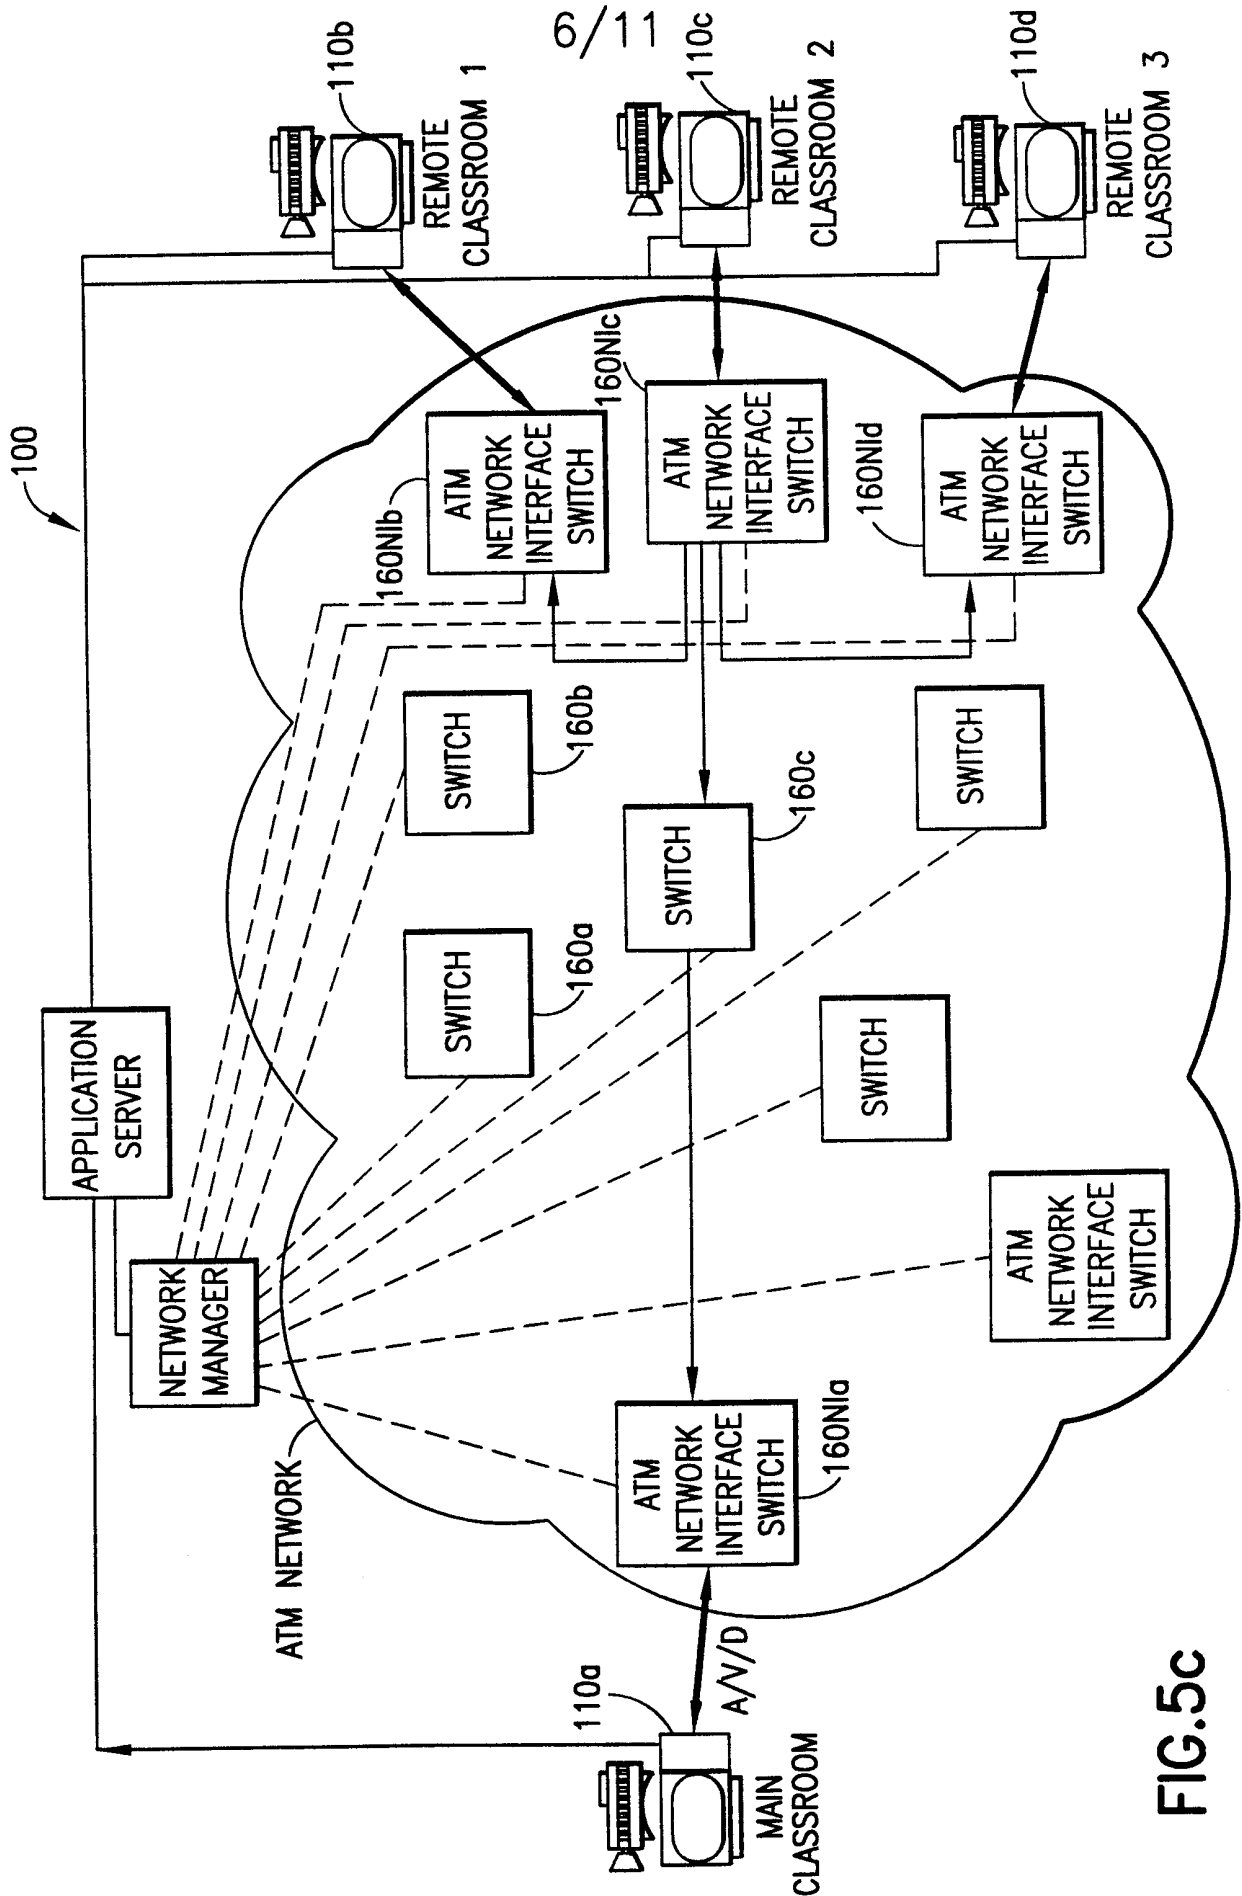 6/11
100
APPLICATION
SERVER
NETWORK
MANAGER
ATM NETWORK
110b
REMOTE
CLASSROOM 1
110c
REMOTE
CLASSROOM 2
110d
REMOTE
CLASSROOM 3
160NIb
ATM
NETWORK
INTERFACE
SWITCH
160NIc
ATM
NETWORK
INTERFACE
SWITCH
160NId
ATM
NETWORK
INTERFACE
SWITCH
SWITCH
160b
SWITCH
160a
SWITCH
160c
SWITCH
SWITCH
ATM
NETWORK
INTERFACE
SWITCH
ATM
NETWORK
INTERFACE
SWITCH
160NIa
A/V/D
110a
MAIN
CLASSROOM
FIG.5c